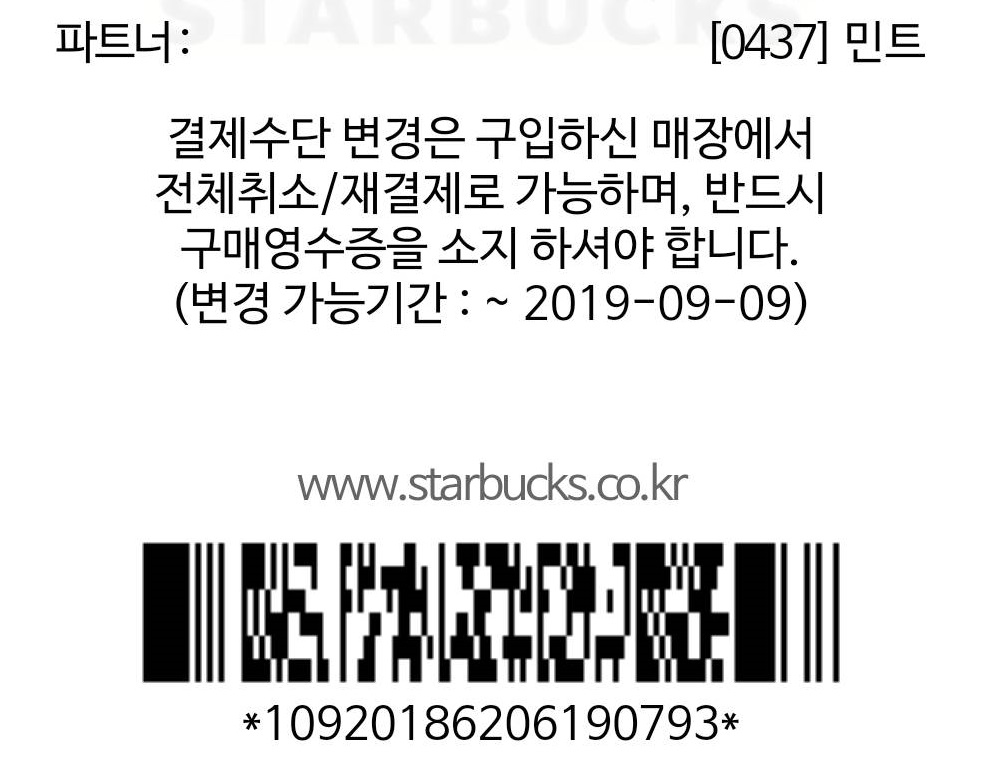 STARBUCKS
파트너: [0437] 민트
결제수단 변경은 구입하신 매장에서
전체취소/재결제로 가능하며, 반드시
구매영수증을 소지 하셔야 합니다.
(변경 가능기간 : ~ 2019-09-09)
www.starbucks.co.kr
*10920186206190793*